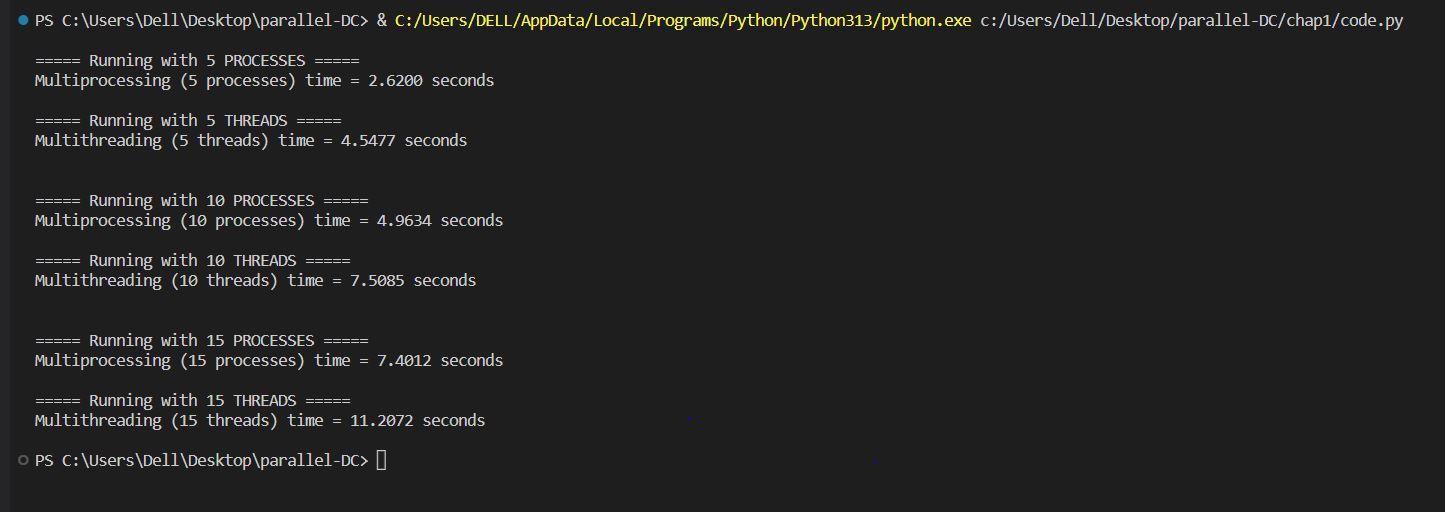 PS C:\Users\Dell\Desktop\parallel-DC> & C:/Users/DELL/AppData/Local/Programs/Python/Python313/python.exe c:/Users/Dell/Desktop/parallel-DC/chap1/code.py
===== Running with 5 PROCESSES =====
Multiprocessing (5 processes) time = 2.6200 seconds
===== Running with 5 THREADS =====
Multithreading (5 threads) time = 4.5477 seconds
===== Running with 10 PROCESSES =====
Multiprocessing (10 processes) time = 4.9634 seconds
===== Running with 10 THREADS =====
Multithreading (10 threads) time = 7.5085 seconds
===== Running with 15 PROCESSES =====
Multiprocessing (15 processes) time = 7.4012 seconds
===== Running with 15 THREADS =====
Multithreading (15 threads) time = 11.2072 seconds
PS C:\Users\Dell\Desktop\parallel-DC>